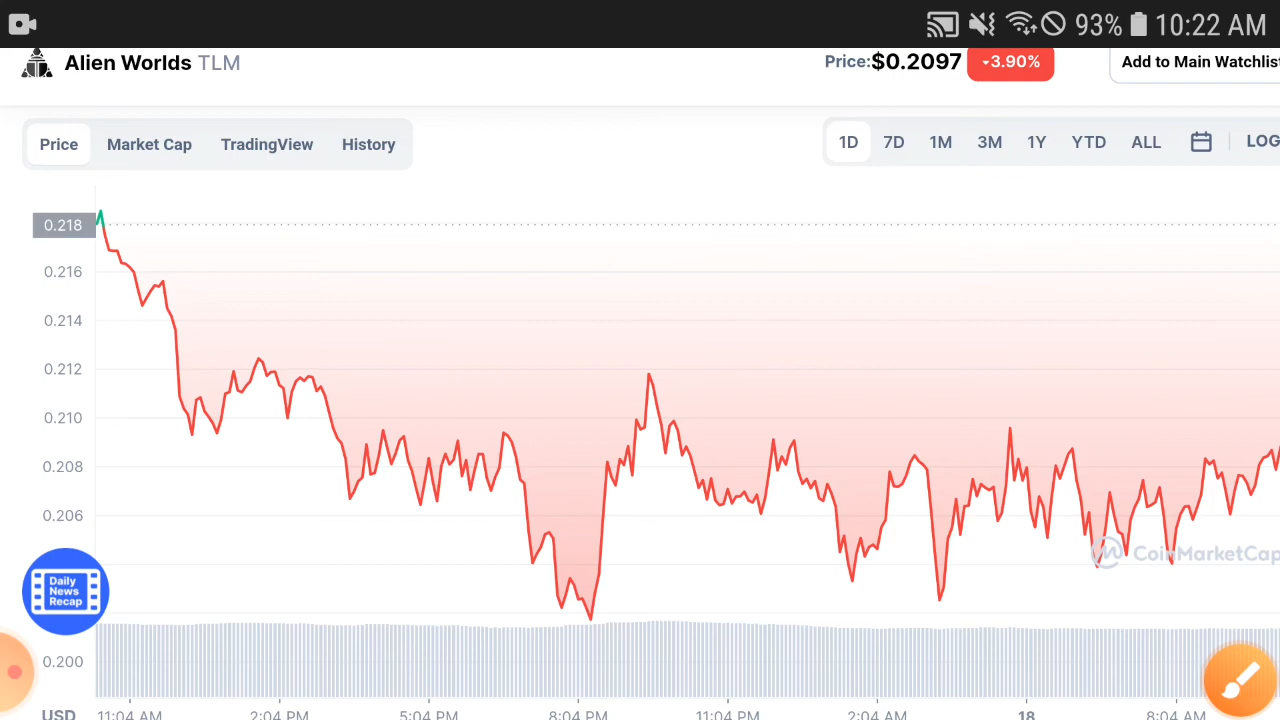 93% 10:22 AM
Alien Worlds TLM
Price:$0.2097 -3.90% Add to Main Watchlist
Price Market Cap TradingView History
1D 7D 1M 3M 1Y YTD ALL LOG
0.218
0.216
0.214
0.212
0.210
0.208
0.206
CoinMarketCap
Daily
News
Recap
0.200
USD 11:04 AM 2:04 PM 5:04 PM 8:04 PM 11:04 PM 2:04 AM 18 8:04 AM